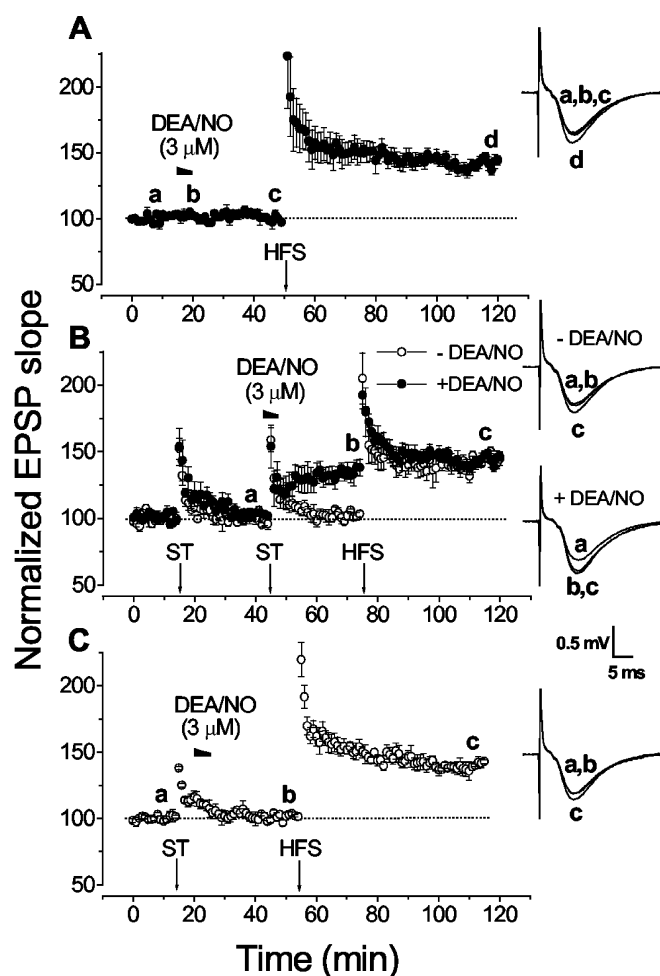 Normalized EPSP slope
A
200
150
100
50
DEA/NO
(3 μM)
a b c d
HFS
0 20 40 60 80 100 120
a,b,c
d
B
200
150
100
50
DEA/NO
(3 μM)
- DEA/NO
+DEA/NO
a b c
ST ST HFS
0 20 40 60 80 100 120
- DEA/NO
a,b
c
+ DEA/NO
a
b,c
0.5 mV
5 ms
C
200
150
100
50
DEA/NO
(3 μM)
a b c
ST HFS
0 20 40 60 80 100 120
a,b
c
Time (min)